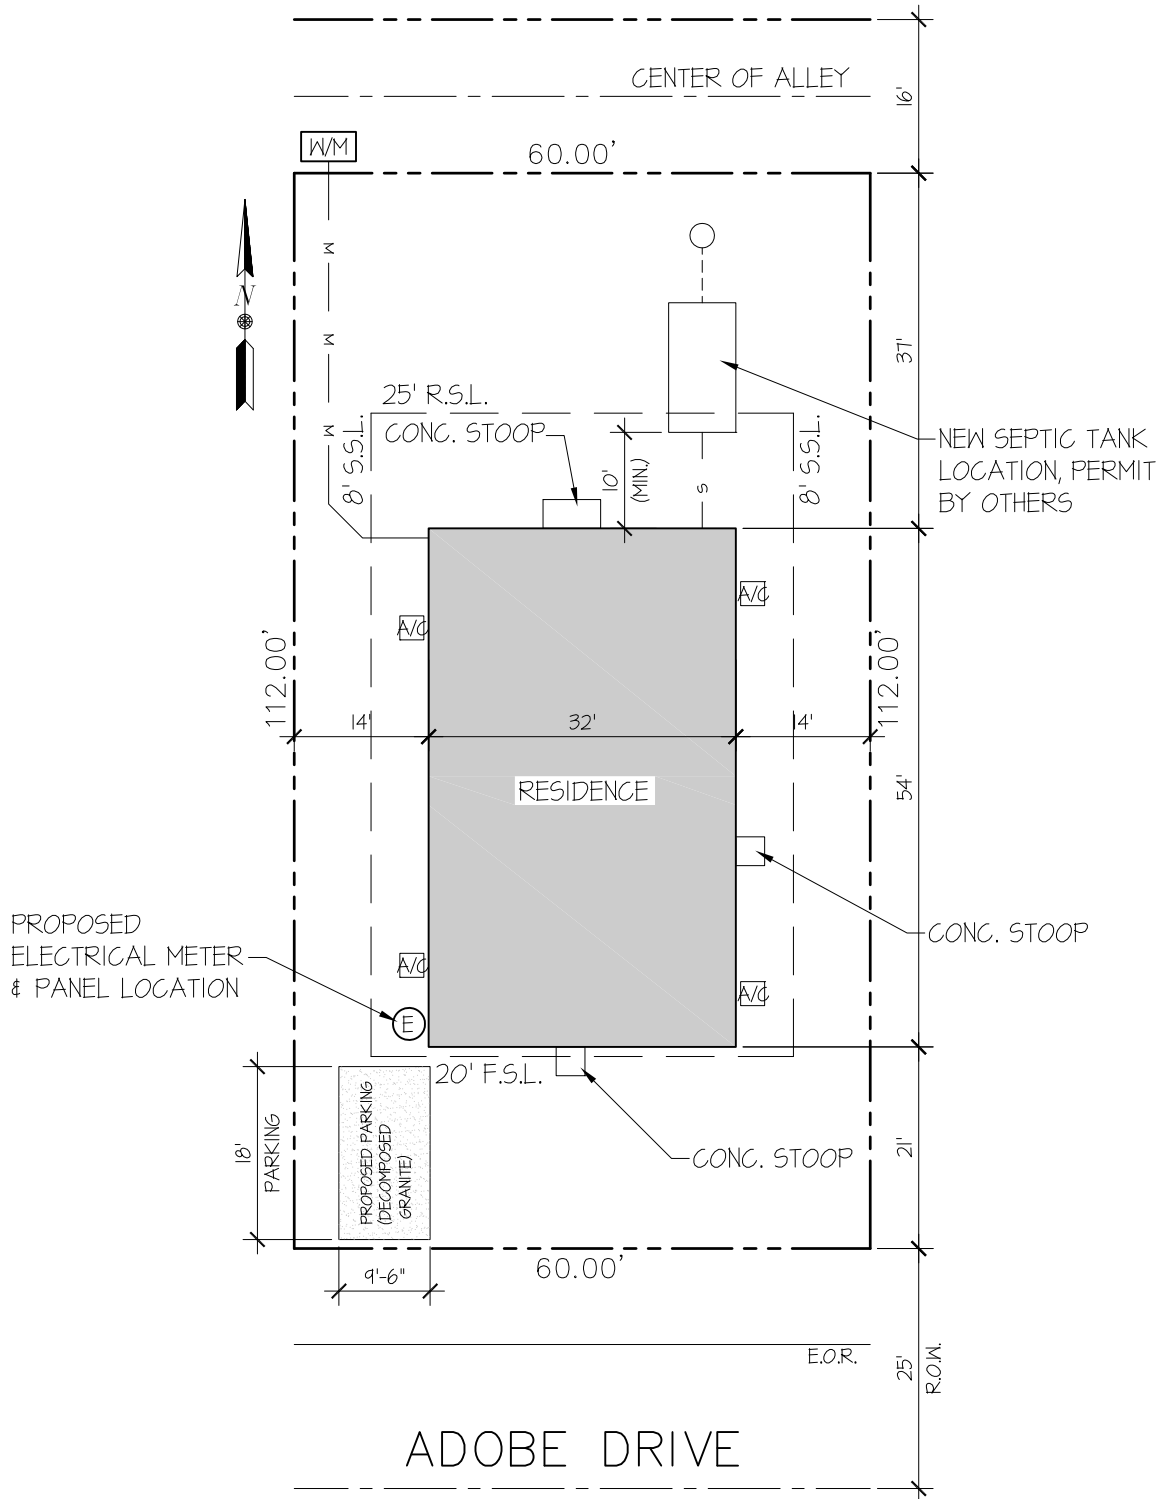 CENTER OF ALLEY
16'
W/M
60.00'
M
M
M
N
37'
25' R.S.L.
CONC. STOOP
8' S.S.L.
8' S.S.L.
10'
(MIN.)
S
NEW SEPTIC TANK
LOCATION, PERMIT
BY OTHERS
A/C
A/C
112.00'
112.00'
14'
32'
14'
54'
RESIDENCE
CONC. STOOP
PROPOSED
ELECTRICAL METER
& PANEL LOCATION
A/C
A/C
E
20' F.S.L.
18'
PARKING
PROPOSED PARKING
(DECOMPOSED
GRANITE)
CONC. STOOP
21'
60.00'
9'-6"
E.O.R.
25'
R.O.W.
ADOBE DRIVE